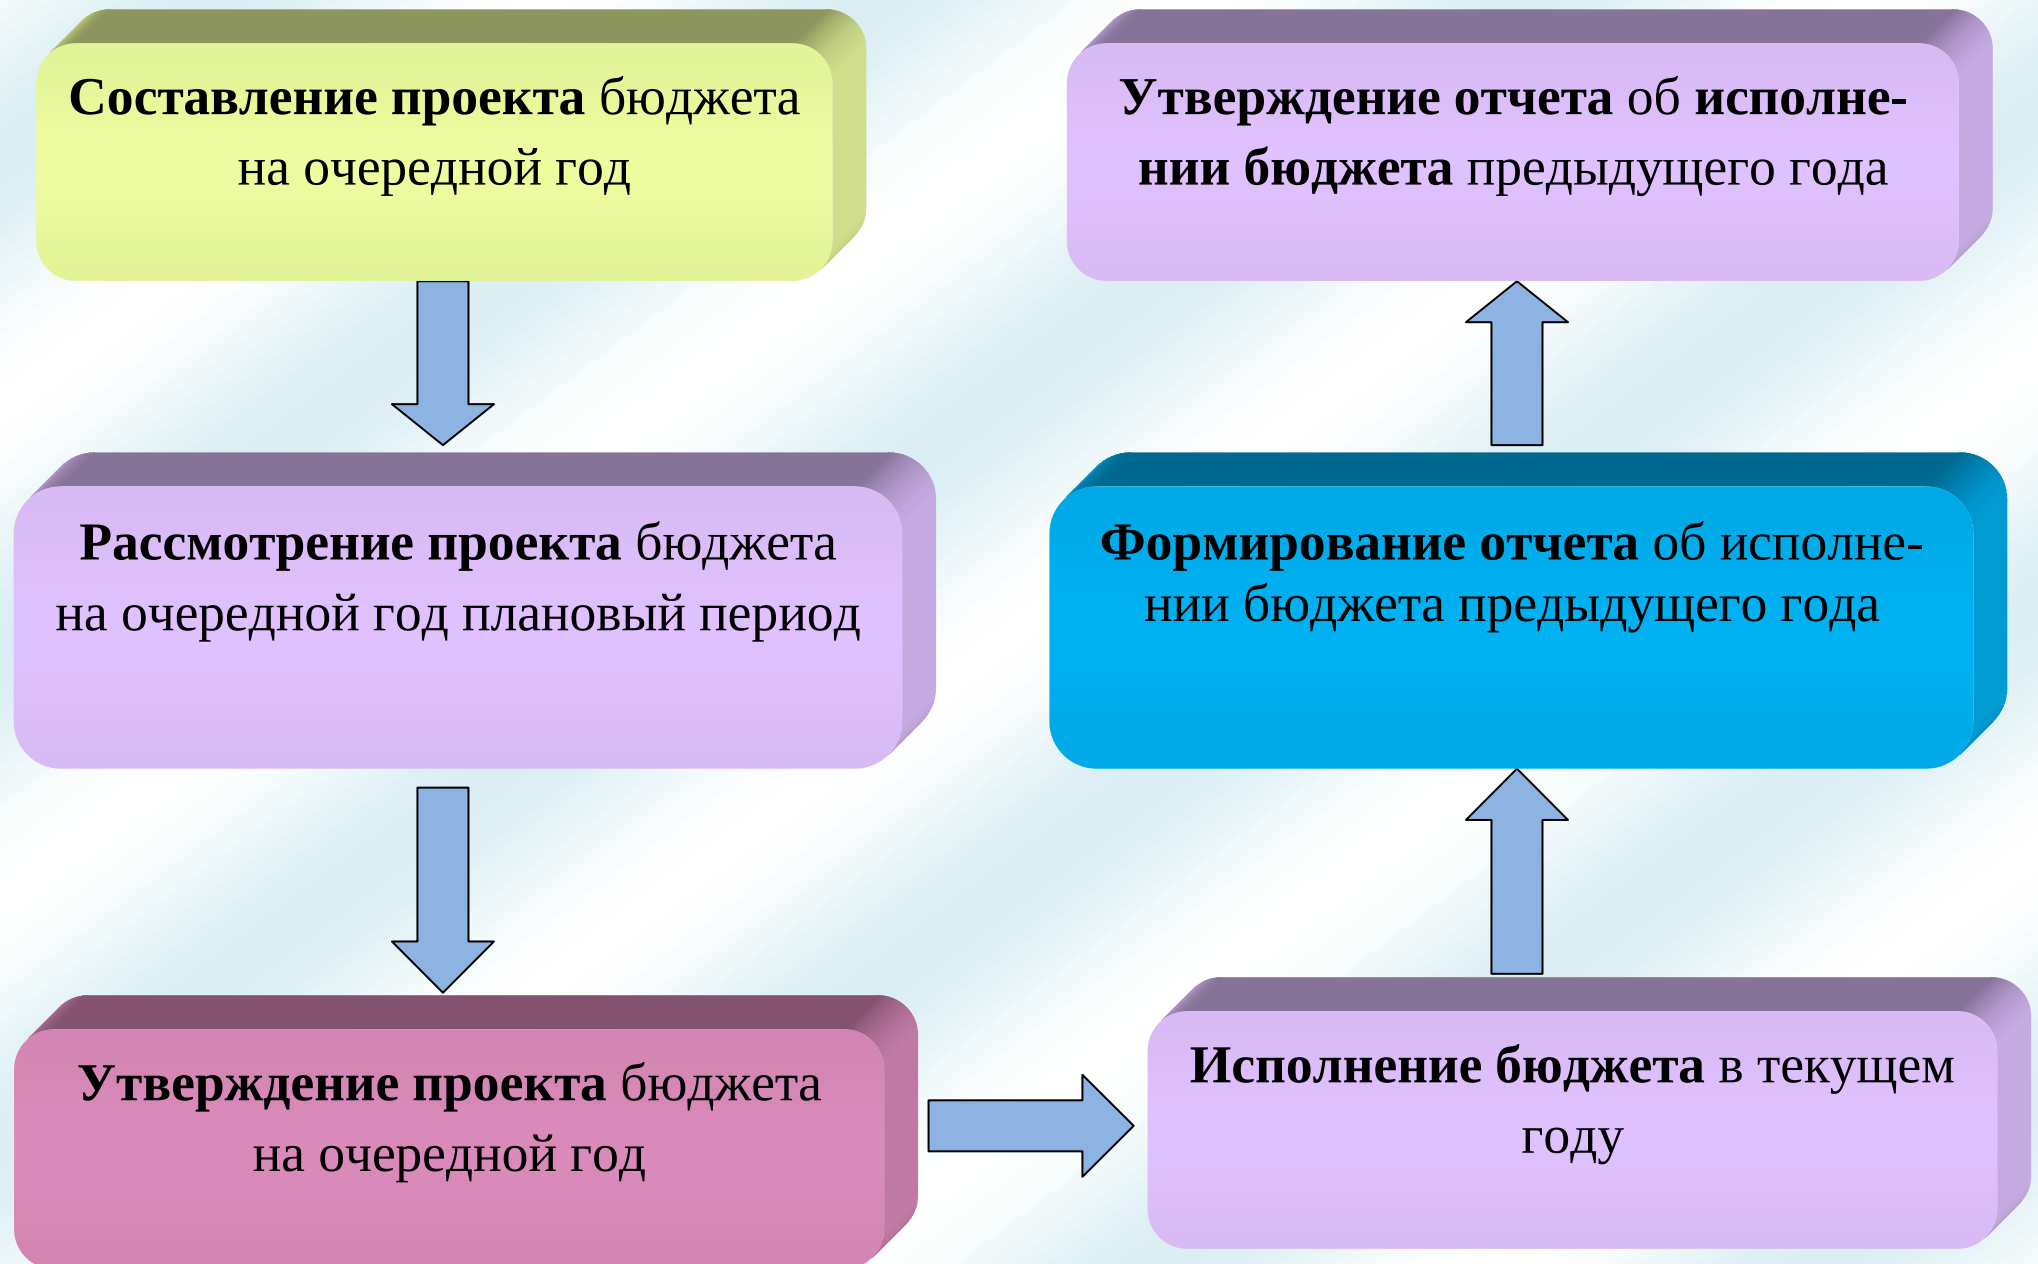 Составление проекта бюджета
на очередной год
Рассмотрение проекта бюджета
на очередной год плановый период
Утверждение проекта бюджета
на очередной год
Исполнение бюджета в текущем
году
Формирование отчета об исполне-
нии бюджета предыдущего года
Утверждение отчета об исполне-
нии бюджета предыдущего года